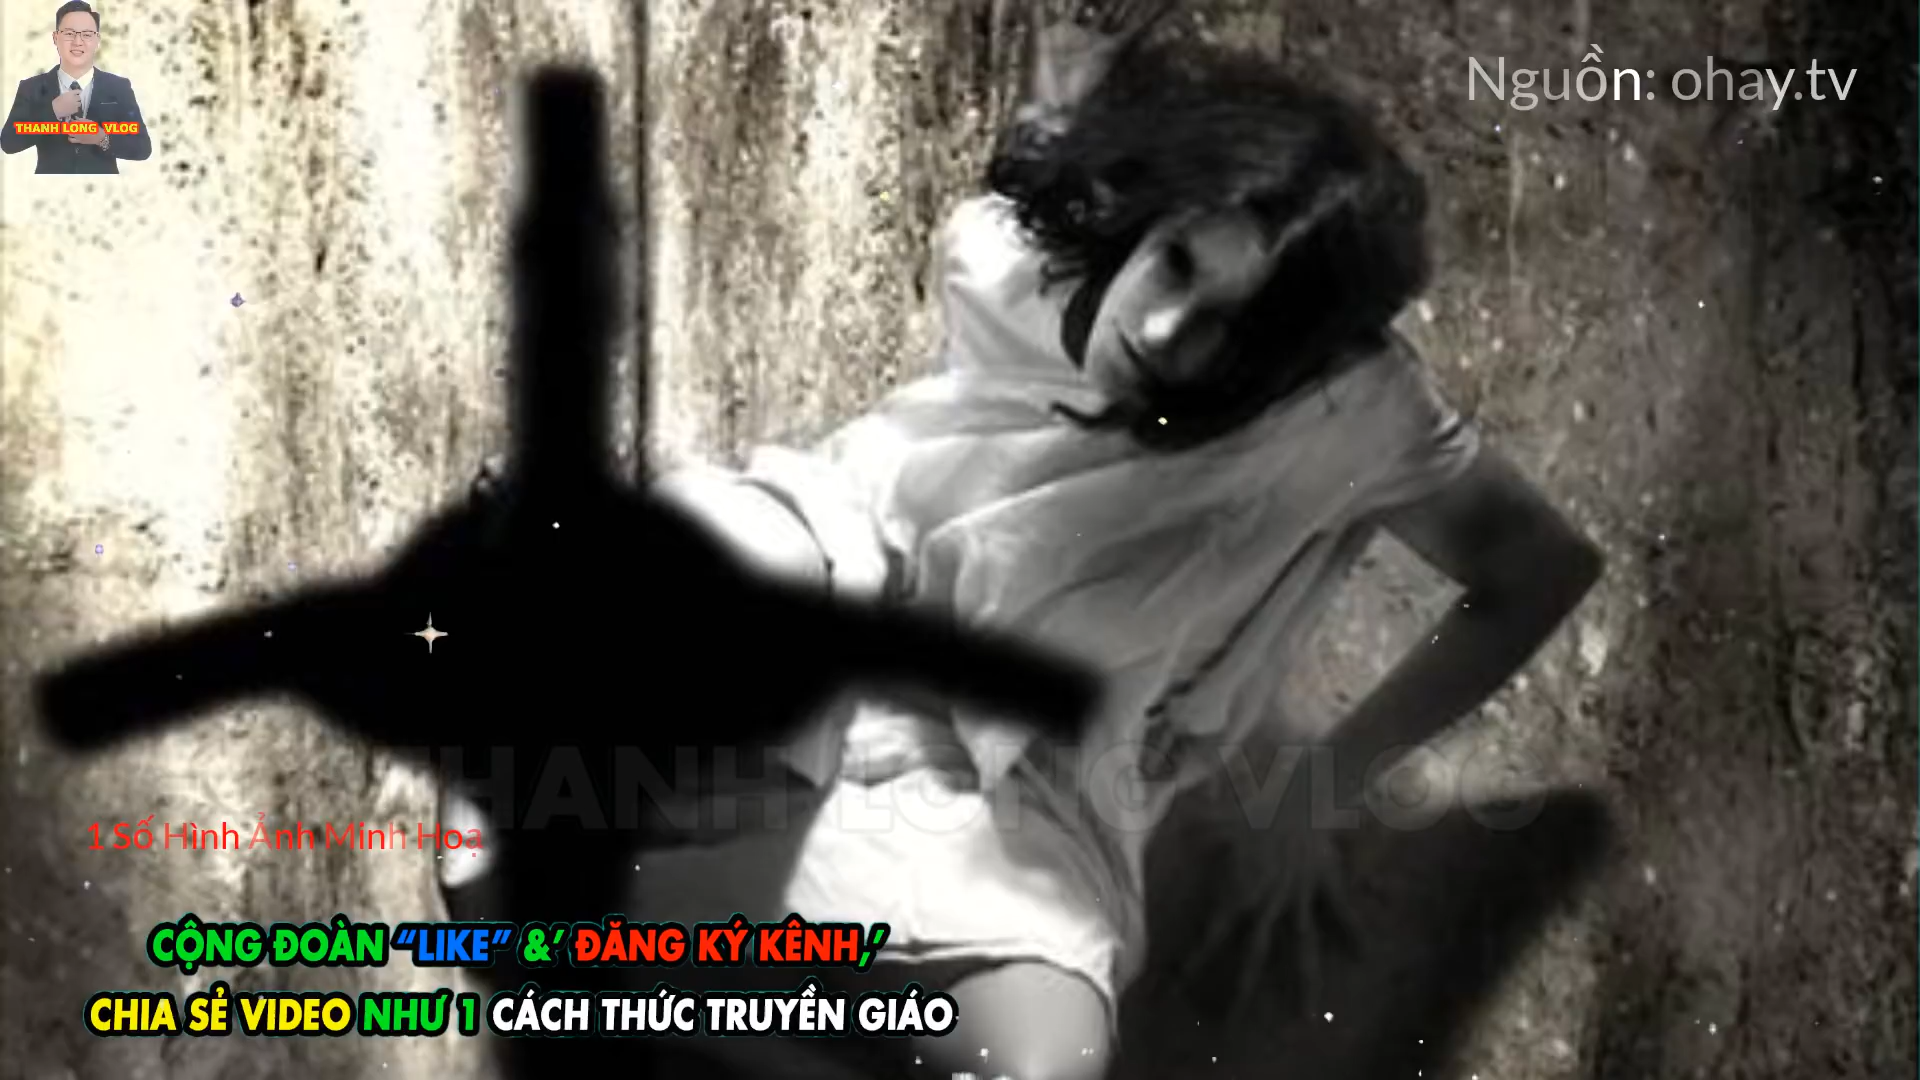 THANH LONG VLOG
Nguồn: ohay.tv
THANH LONG VLOG
1 Số Hình Ảnh Minh Hoạ
CỘNG ĐOÀN “LIKE” &’ ĐĂNG KÝ KÊNH,’
CHIA SẺ VIDEO NHƯ 1 CÁCH THỨC TRUYỀN GIÁO